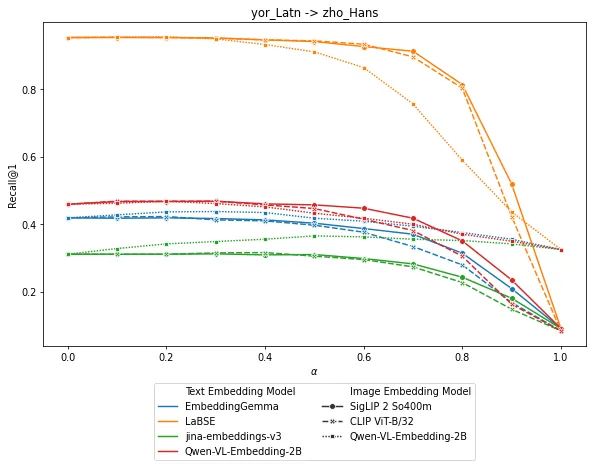 yor_Latn -> zho_Hans
Recall@1
0.8
0.6
0.4
0.2
0.0 0.2 0.4 0.6 0.8 1.0
α
Text Embedding Model Image Embedding Model
EmbeddingGemma SigLIP 2 So400m
LaBSE CLIP ViT-B/32
jina-embeddings-v3 Qwen-VL-Embedding-2B
Qwen-VL-Embedding-2B